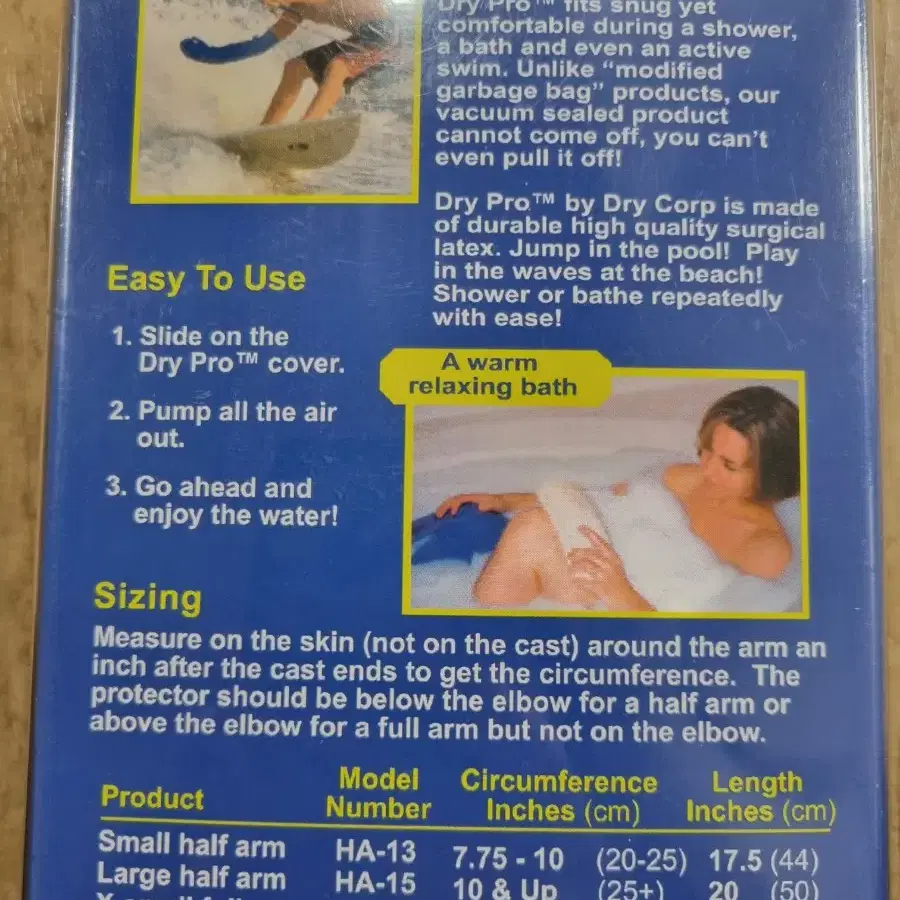 Dry Pro™ fits snug yet
comfortable during a shower,
a bath and even an active
swim. Unlike “modified
garbage bag” products, our
vacuum sealed product
cannot come off, you can’t
even pull it off!
Dry Pro™ by Dry Corp is made
of durable high quality surgical
latex. Jump in the pool! Play
in the waves at the beach!
Shower or bathe repeatedly
with ease!
Easy To Use
1. Slide on the
Dry Pro™ cover.
2. Pump all the air
out.
3. Go ahead and
enjoy the water!
A warm
relaxing bath
Sizing
Measure on the skin (not on the cast) around the arm an
inch after the cast ends to get the circumference. The
protector should be below the elbow for a half arm or
above the elbow for a full arm but not on the elbow.
Product Model Number Circumference Inches (cm) Length Inches (cm)
Small half arm HA-13 7.75 - 10 (20-25) 17.5 (44)
Large half arm HA-15 10 & Up (25+) 20 (50)